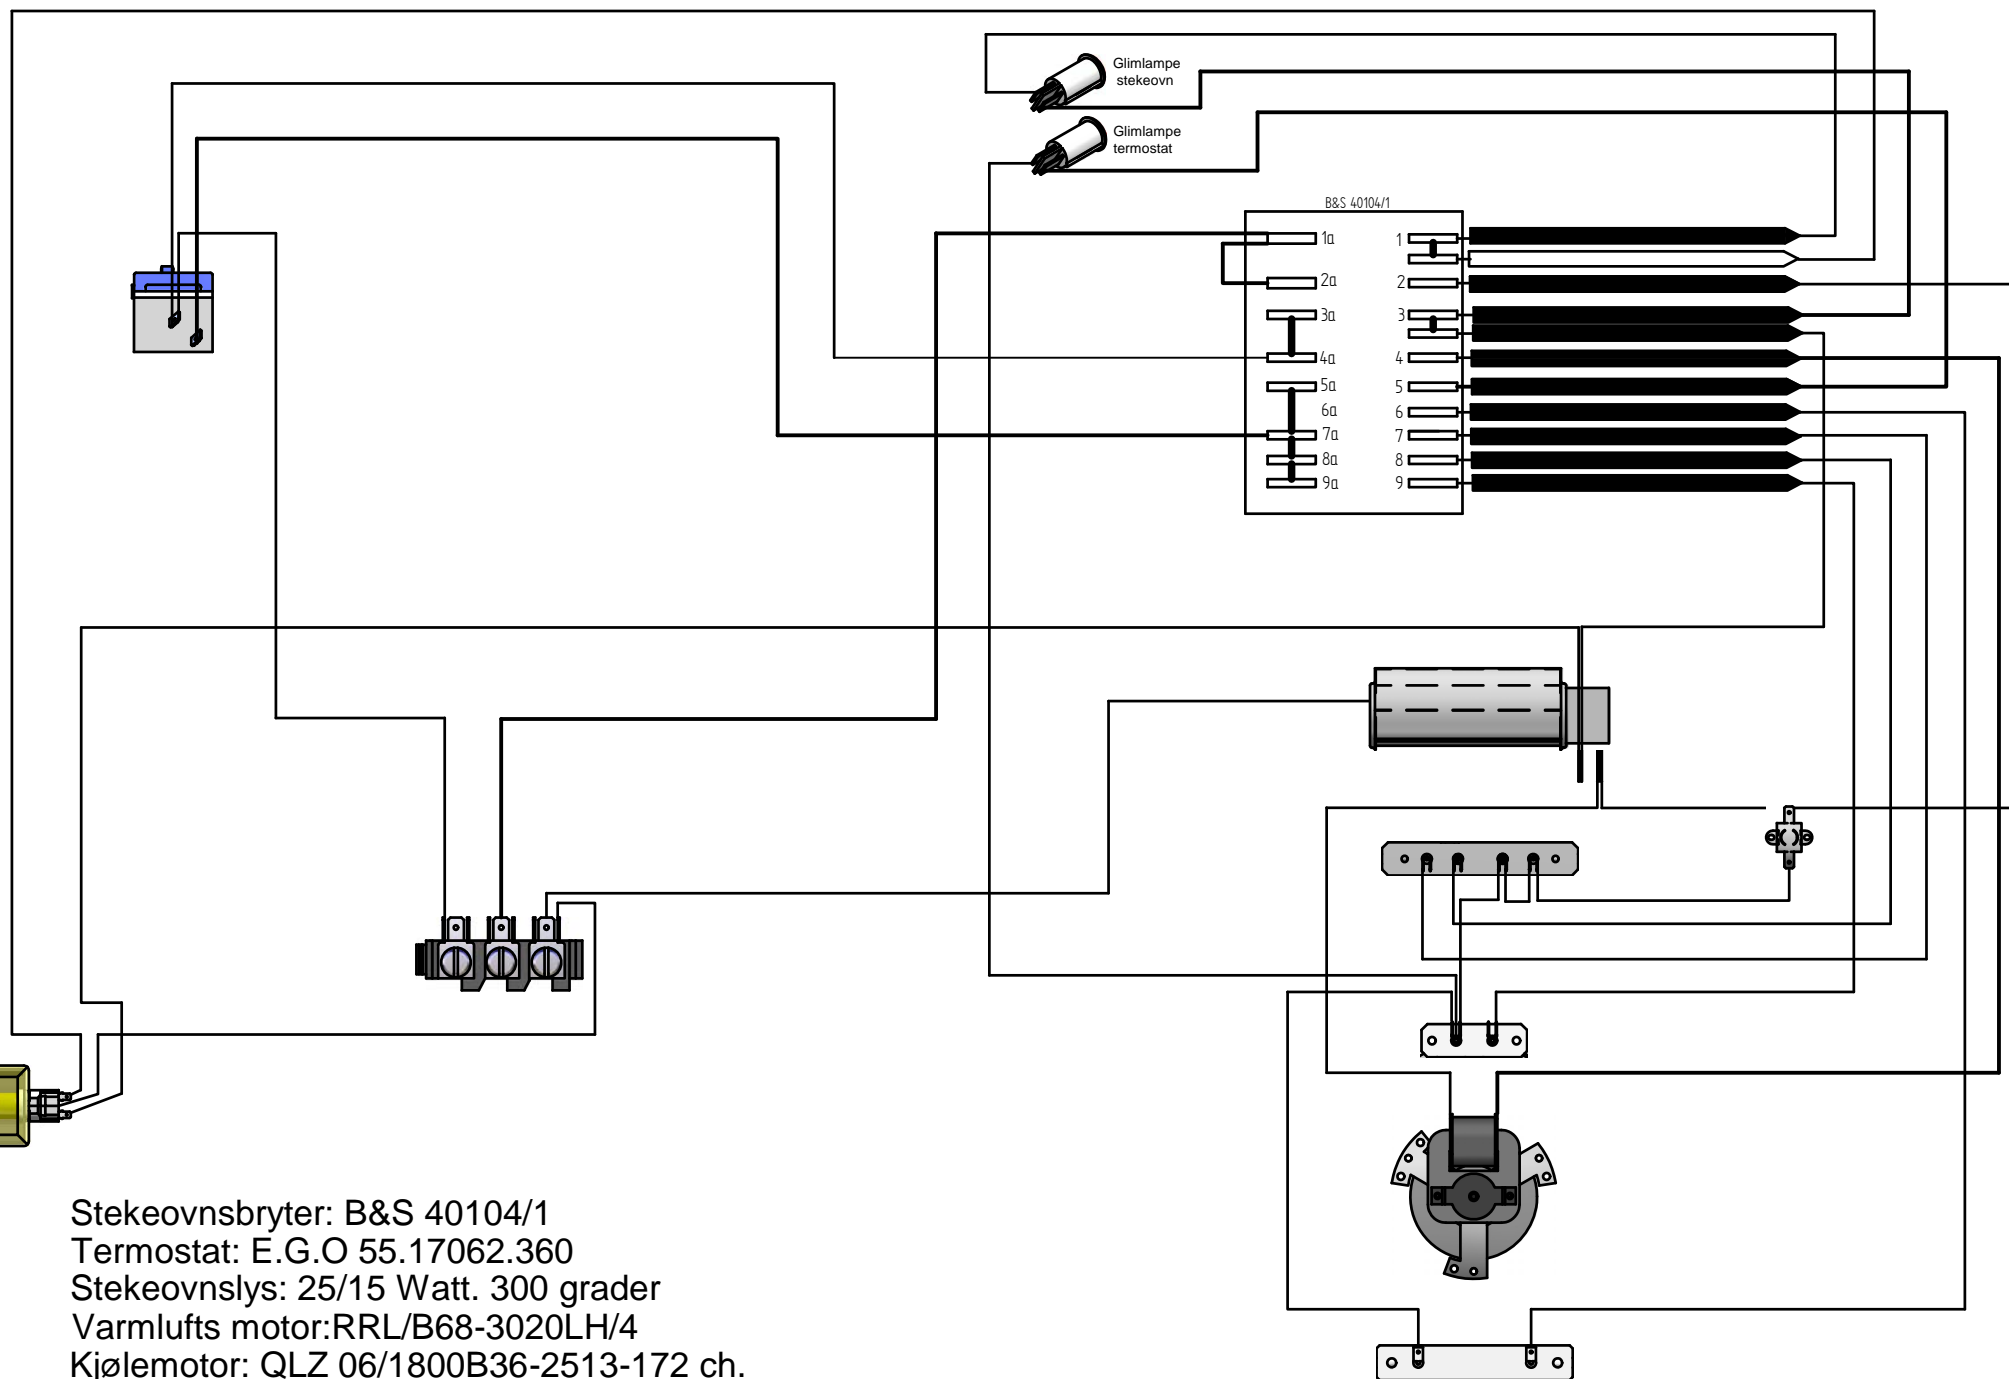 Glimlampe
stekeovn
Glimlampe
termostat
B&S 40104/1
1a 1
2a 2
3a 3
4a 4
5a 5
6a 6
7a 7
8a 8
9a 9
Stekeovnsbryter: B&S 40104/1
Termostat: E.G.O 55.17062.360
Stekeovnslys: 25/15 Watt. 300 grader
Varmlufts motor:RRL/B68-3020LH/4
Kjølemotor: QLZ 06/1800B36-2513-172 ch.